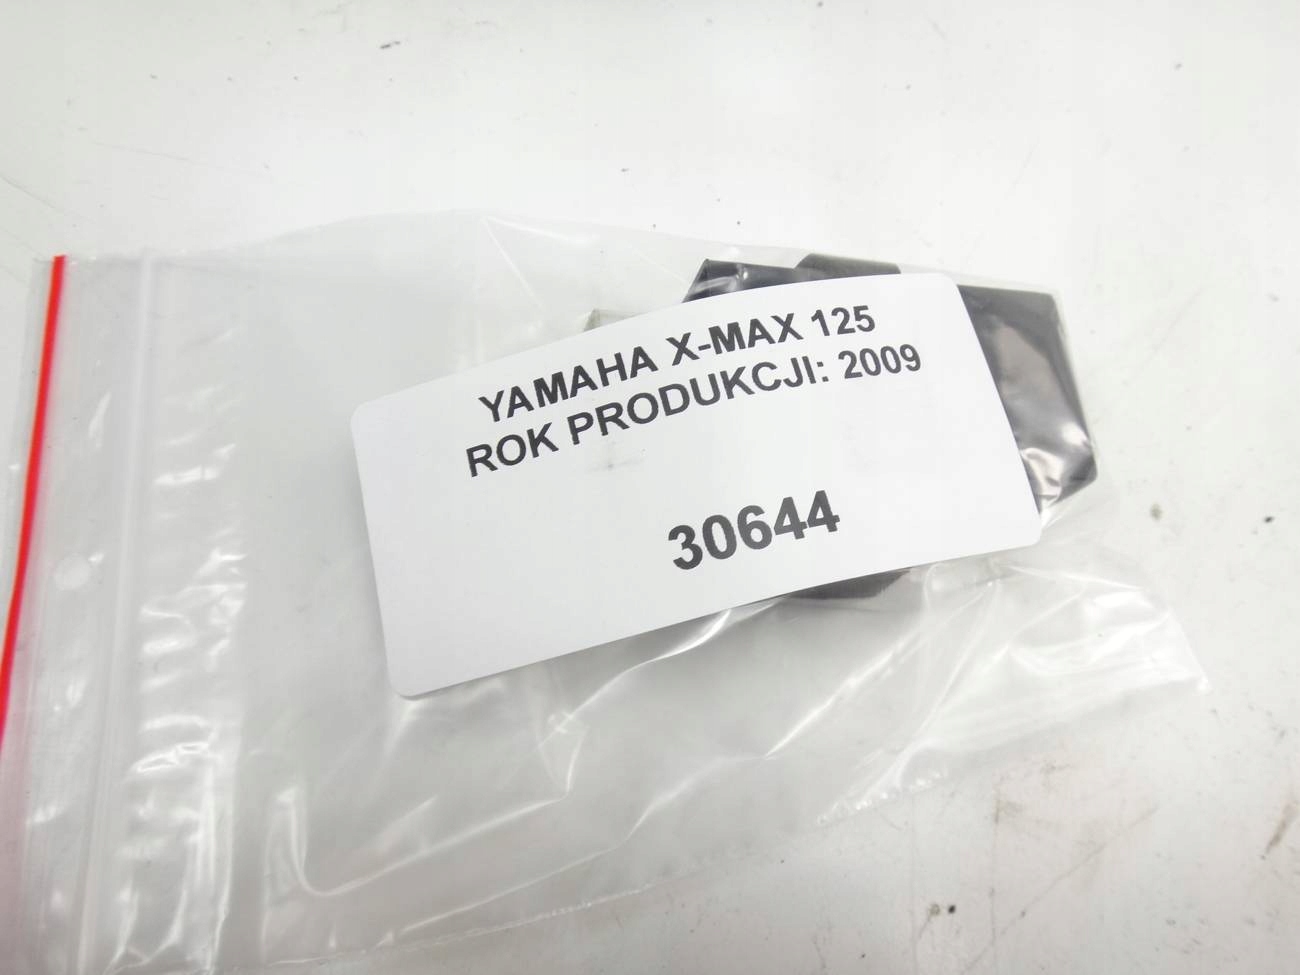 YAMAHA X-MAX 125
ROK PRODUKCJI: 2009
30644